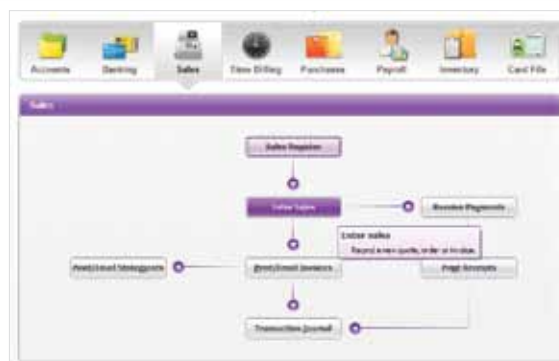 Accounts
Banking
Sales
Time Billing
Purchases
Payroll
Inventory
Card File
Sales
Sales Register
Enter Sales
Receive Payments
Enter sales
Record a new quote, order or invoice.
Print/Email Statements
Print/Email Invoices
Print Receipts
Transaction Journal